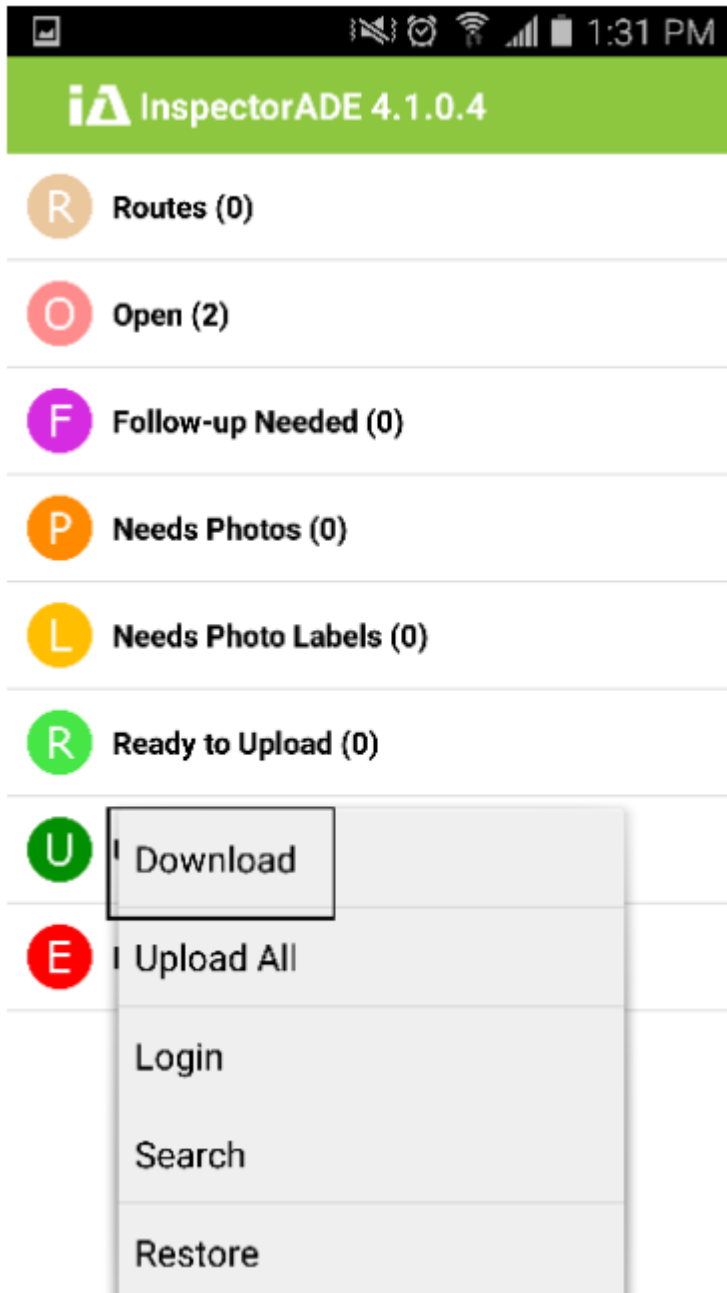 1:31 PM
iA InspectorADE 4.1.0.4
R Routes (0)
O Open (2)
F Follow-up Needed (0)
P Needs Photos (0)
L Needs Photo Labels (0)
R Ready to Upload (0)
U
Download
E
Upload All
Login
Search
Restore